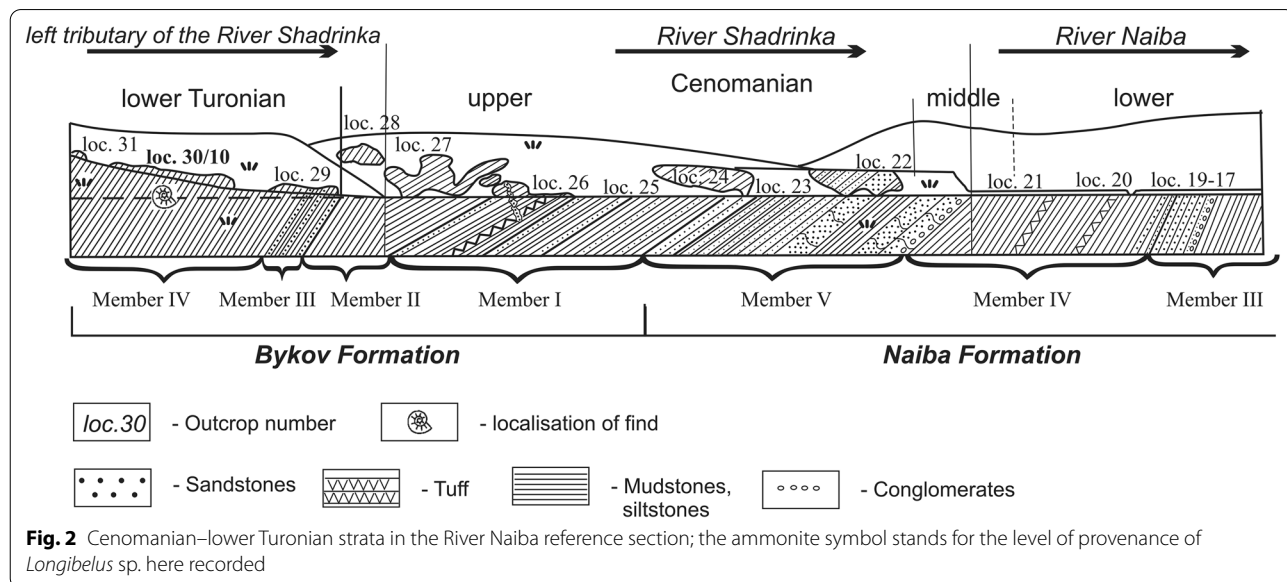 left tributary of the River Shadrinka River Shadrinka River Naiba
lower Turonian upper Cenomanian middle lower
loc. 28
loc. 31 loc. 27
loc. 30/10 loc. 22
loc. 29 loc. 26 loc. 25 loc. 24 loc. 23 loc. 21 loc. 20 loc. 19-17
Member IV Member III Member II Member I Member V Member IV Member III
Bykov Formation Naiba Formation
loc.30 - Outcrop number - localisation of find
- Sandstones - Tuff - Mudstones, siltstones - Conglomerates
Fig. 2 Cenomanian–lower Turonian strata in the River Naiba reference section; the ammonite symbol stands for the level of provenance of
Longibelus sp. here recorded